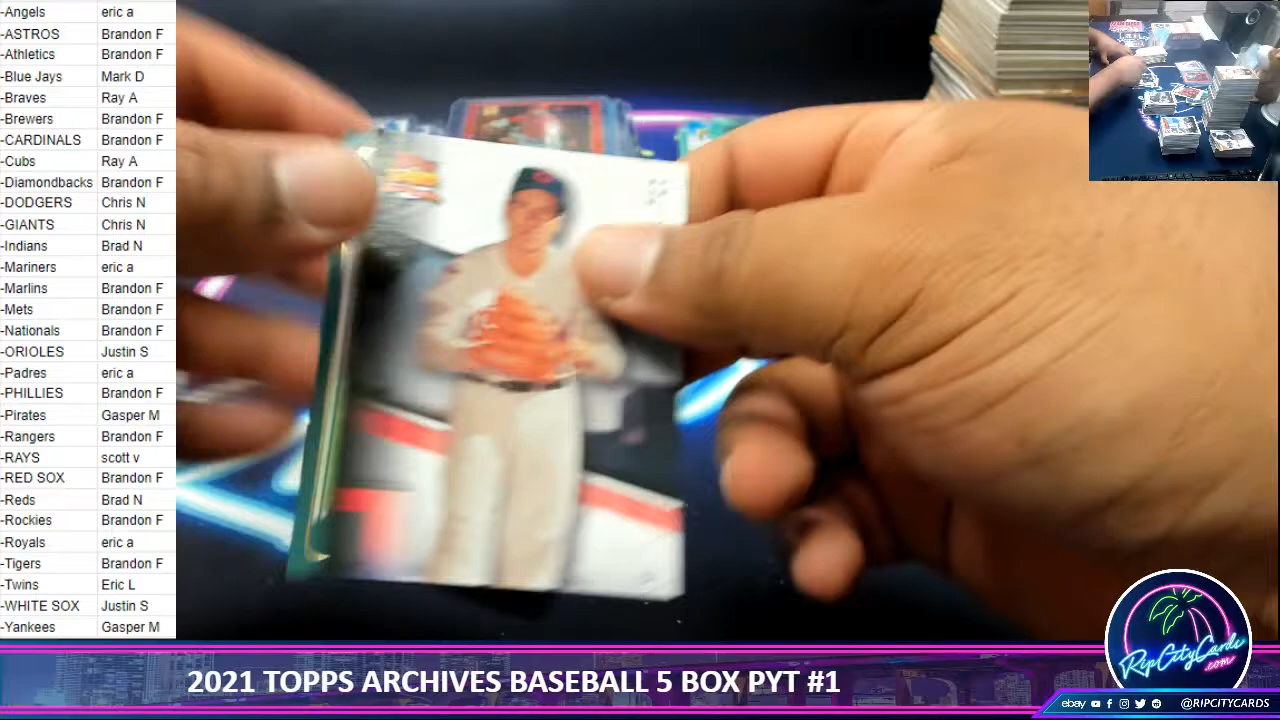 -Angels eric a
-ASTROS Brandon F
-Athletics Brandon F
-Blue Jays Mark D
-Braves Ray A
-Brewers Brandon F
-CARDINALS Brandon F
-Cubs Ray A
-Diamondbacks Brandon F
-DODGERS Chris N
-GIANTS Chris N
-Indians Brad N
-Mariners eric a
-Marlins Brandon F
-Mets Brandon F
-Nationals Brandon F
-ORIOLES Justin S
-Padres eric a
-PHILLIES Brandon F
-Pirates Gasper M
-Rangers Brandon F
-RAYS scott v
-RED SOX Brandon F
-Reds Brad N
-Rockies Brandon F
-Royals eric a
-Tigers Brandon F
-Twins Eric L
-WHITE SOX Justin S
-Yankees Gasper M
2021 TOPPS ARCHIVES BASEBALL 5 BOX PYT #1
RipCityCards
.com
ebay @RIPCITYCARDS